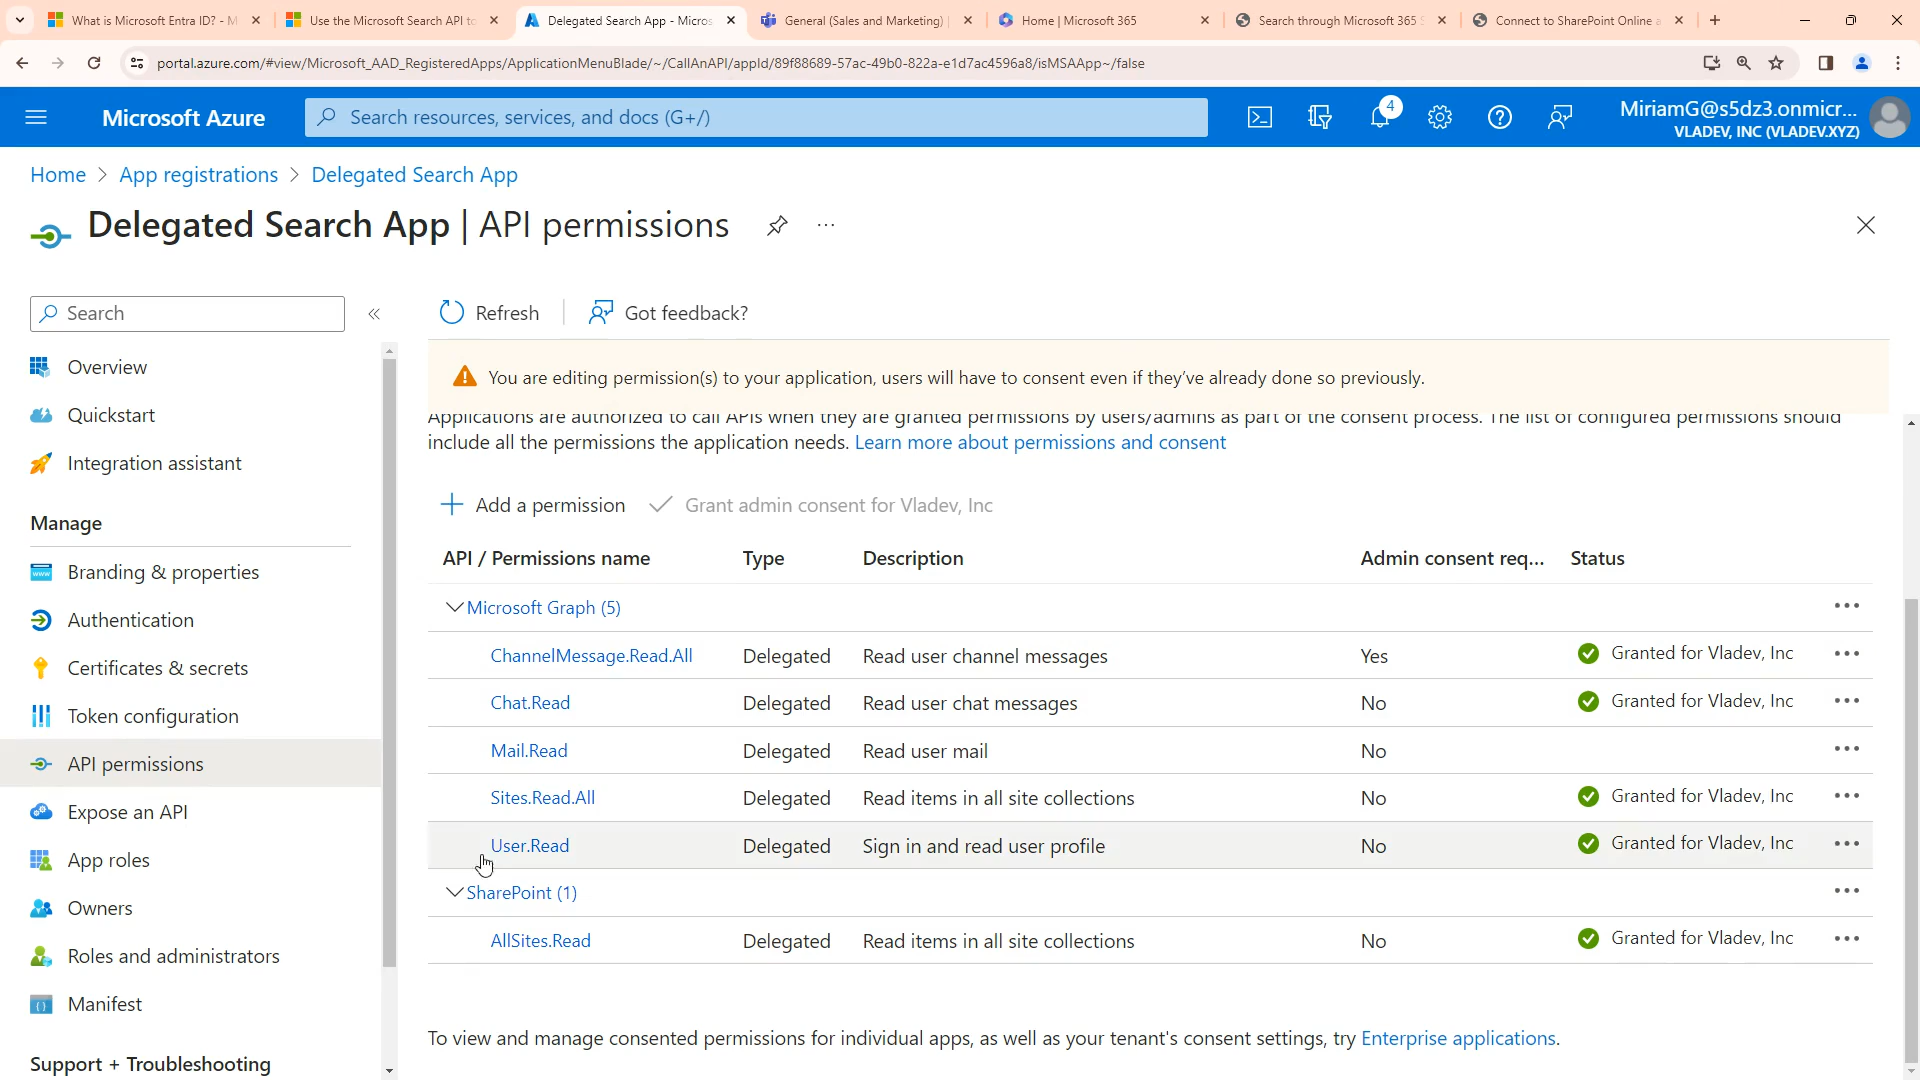 What is Microsoft Entra ID? - M
Use the Microsoft Search API to
Delegated Search App - Micros
General (Sales and Marketing) |
Home | Microsoft 365
Search through Microsoft 365 S
Connect to SharePoint Online a
portal.azure.com/#view/Microsoft_AAD_RegisteredApps/ApplicationMenuBlade/~/CallAnAPI/appId/89f88689-57ac-49b0-822a-e1d7ac4596a8/isMSAApp~/false
Microsoft Azure
Search resources, services, and docs (G+/)
4
MiriamG@s5dz3.onmicr...
VLADEV, INC (VLADEV.XYZ)
Home > App registrations > Delegated Search App
Delegated Search App | API permissions
Search
Refresh
Got feedback?
You are editing permission(s) to your application, users will have to consent even if they've already done so previously.
Applications are authorized to call APIs when they are granted permissions by users/admins as part of the consent process. The list of configured permissions should
include all the permissions the application needs. Learn more about permissions and consent
Overview
Quickstart
Integration assistant
Manage
Branding & properties
Authentication
Certificates & secrets
Token configuration
API permissions
Expose an API
App roles
Owners
Roles and administrators
Manifest
Support + Troubleshooting
Add a permission
Grant admin consent for Vladev, Inc
API / Permissions name Type Description Admin consent req... Status
Microsoft Graph (5)
ChannelMessage.Read.All Delegated Read user channel messages Yes Granted for Vladev, Inc
Chat.Read Delegated Read user chat messages No Granted for Vladev, Inc
Mail.Read Delegated Read user mail No
Sites.Read.All Delegated Read items in all site collections No Granted for Vladev, Inc
User.Read Delegated Sign in and read user profile No Granted for Vladev, Inc
SharePoint (1)
AllSites.Read Delegated Read items in all site collections No Granted for Vladev, Inc
To view and manage consented permissions for individual apps, as well as your tenant's consent settings, try Enterprise applications.